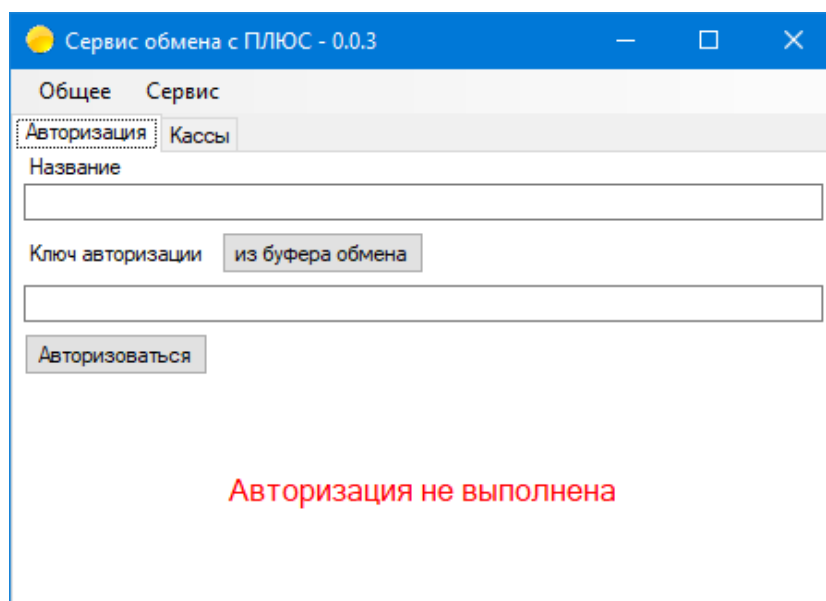 Сервис обмена с ПЛЮС - 0.0.3
Общее Сервис
Авторизация Кассы
Название
Ключ авторизации из буфера обмена
Авторизоваться
Авторизация не выполнена